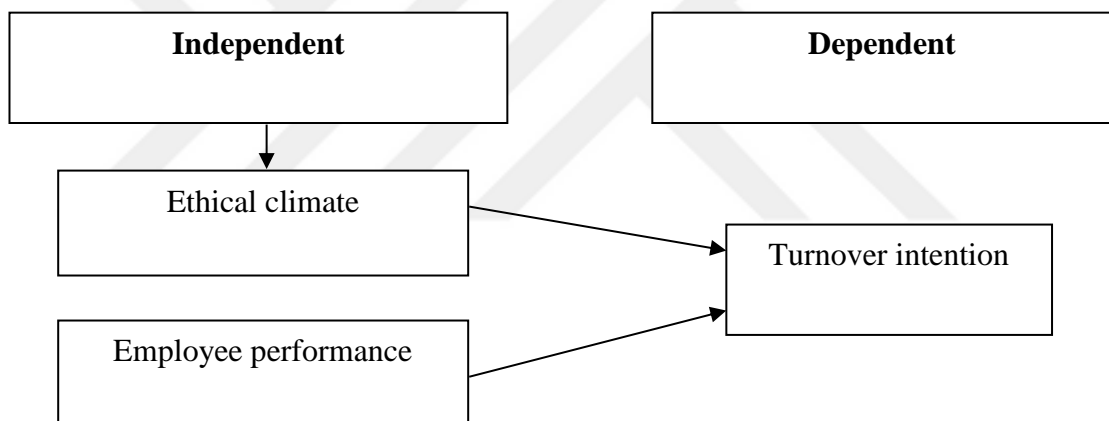 Independent
Dependent
Ethical climate
Turnover intention
Employee performance